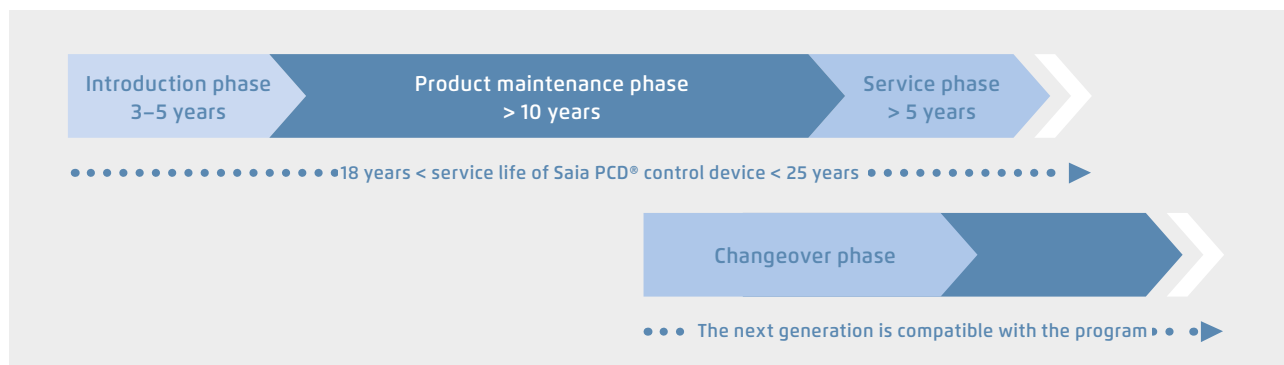 Introduction phase
3–5 years
Product maintenance phase
> 10 years
Service phase
> 5 years
18 years < service life of Saia PCD® control device < 25 years
Changeover phase
The next generation is compatible with the program